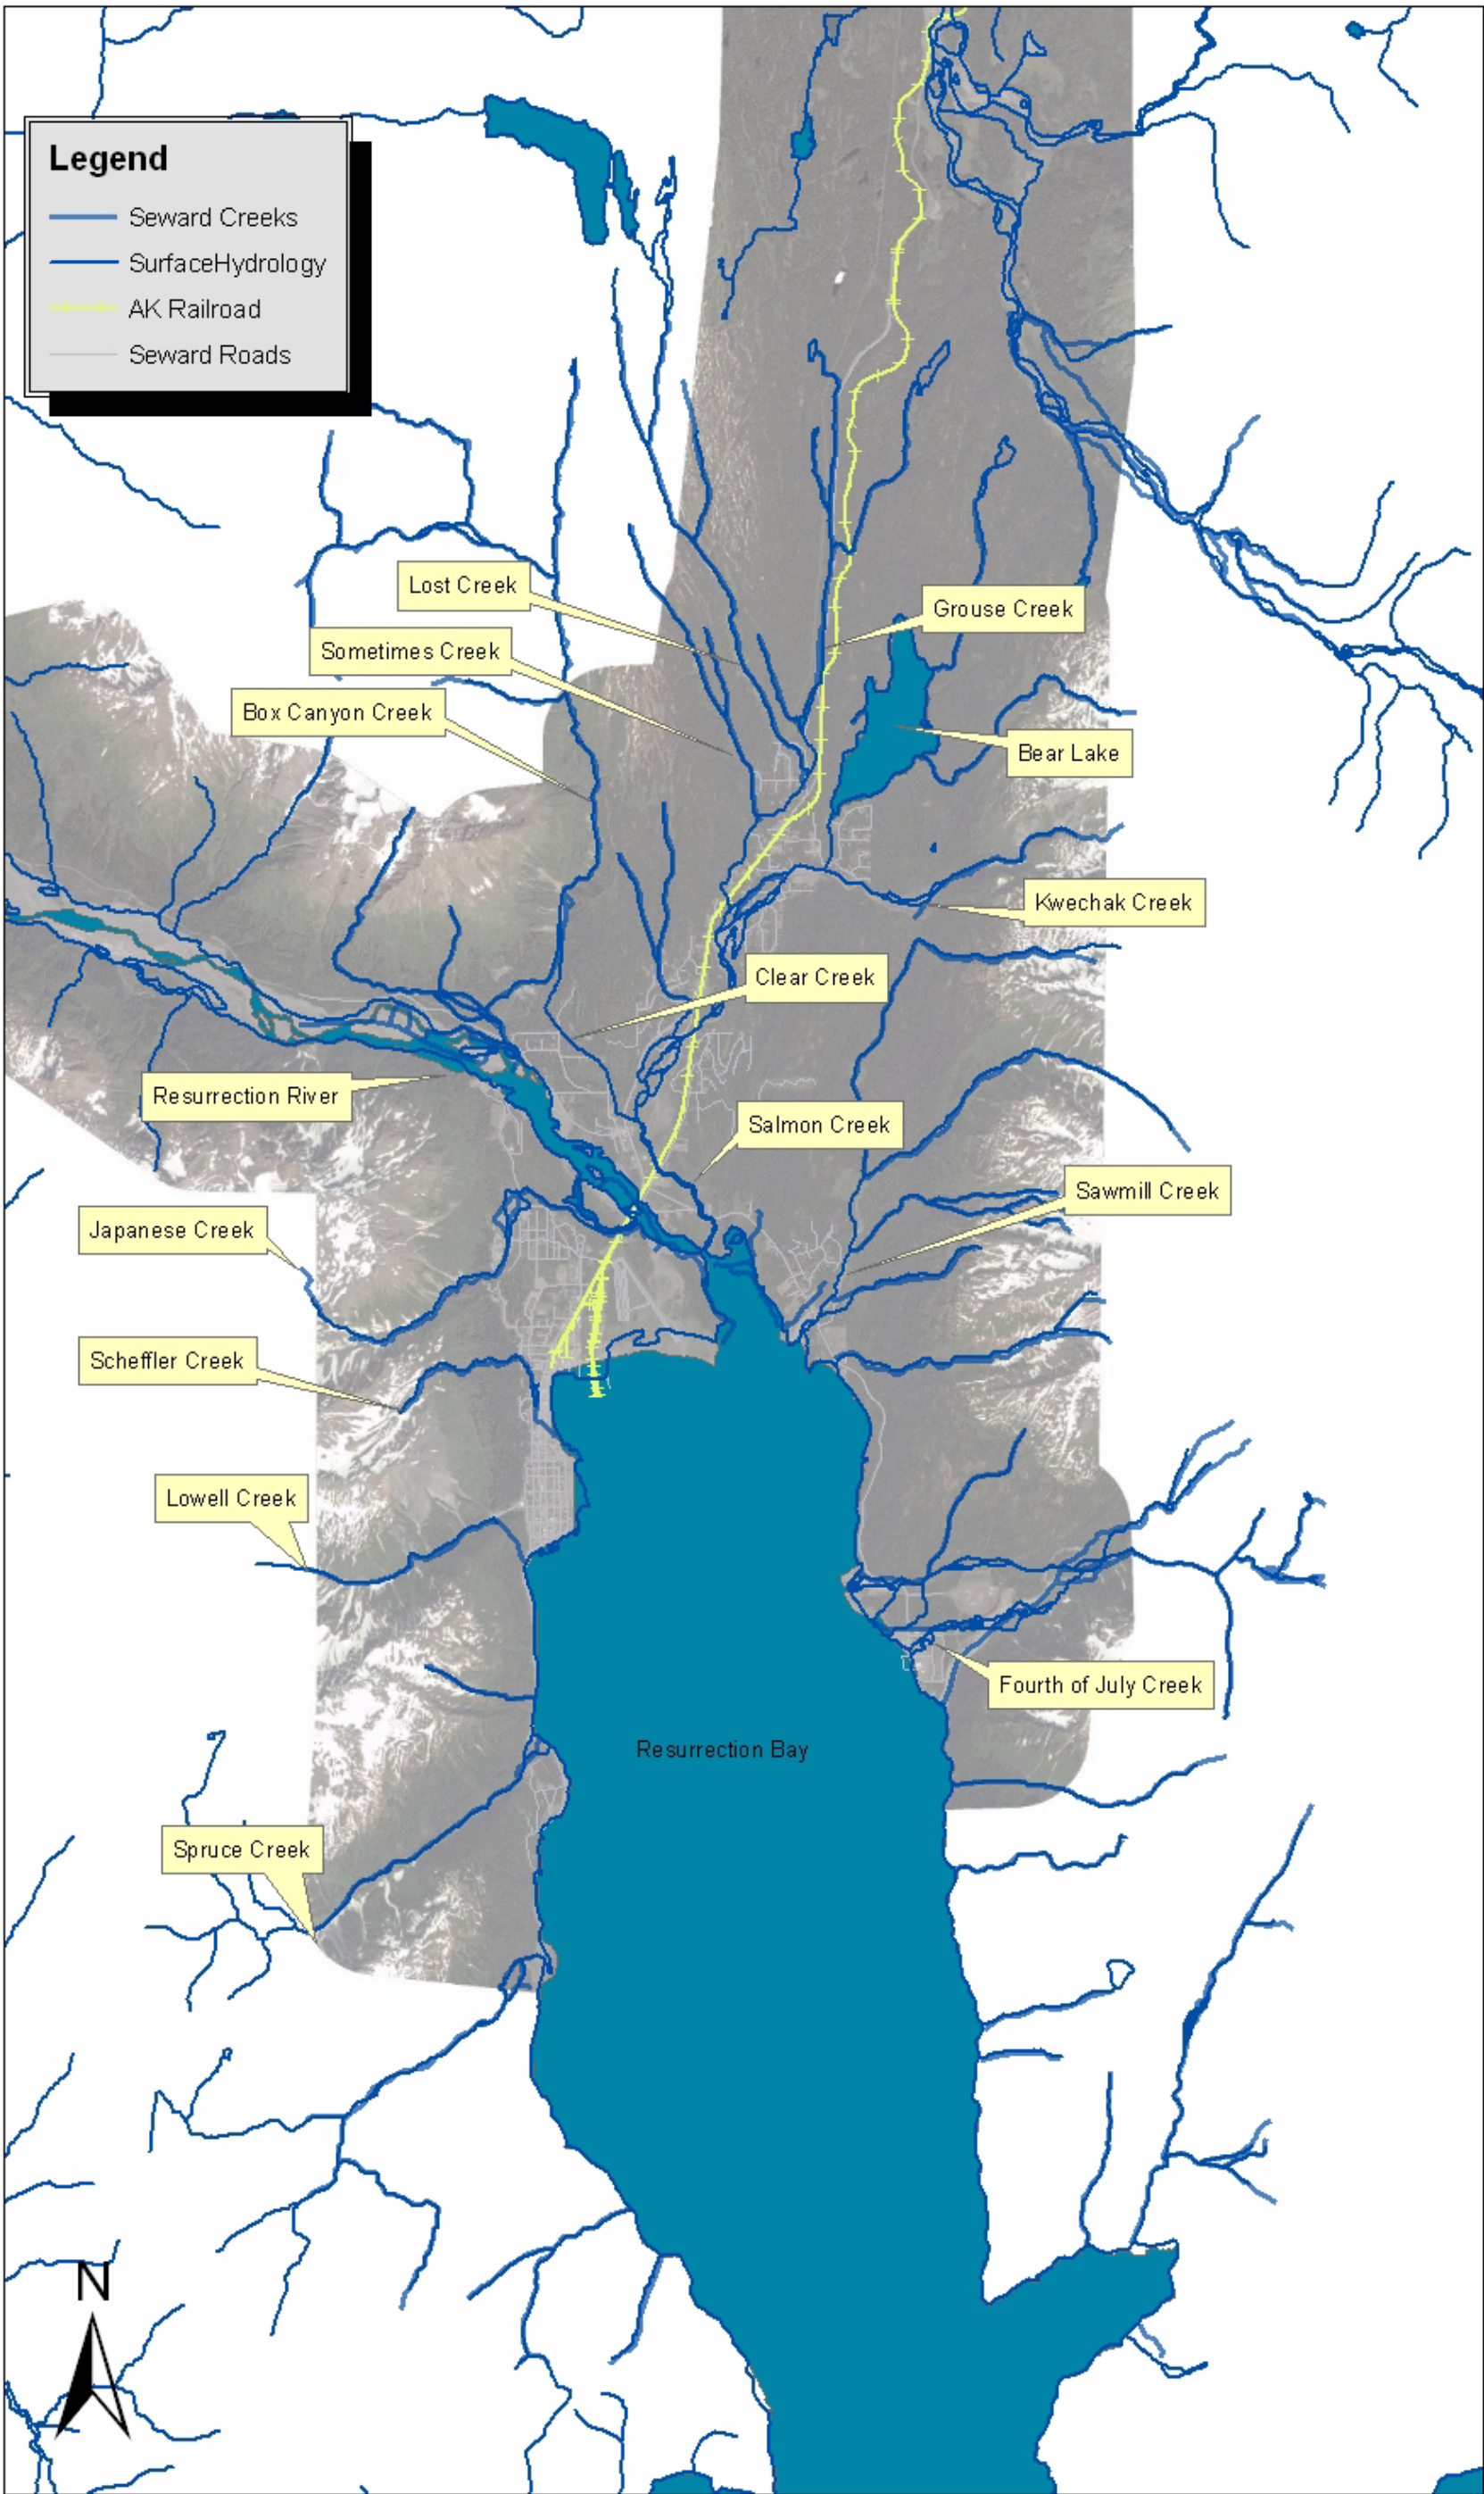 Legend
Seward Creeks
SurfaceHydrology
AK Railroad
Seward Roads
Lost Creek
Grouse Creek
Sometimes Creek
Box Canyon Creek
Bear Lake
Kwechak Creek
Clear Creek
Resurrection River
Salmon Creek
Sawmill Creek
Japanese Creek
Scheffler Creek
Lowell Creek
Fourth of July Creek
Resurrection Bay
Spruce Creek
N